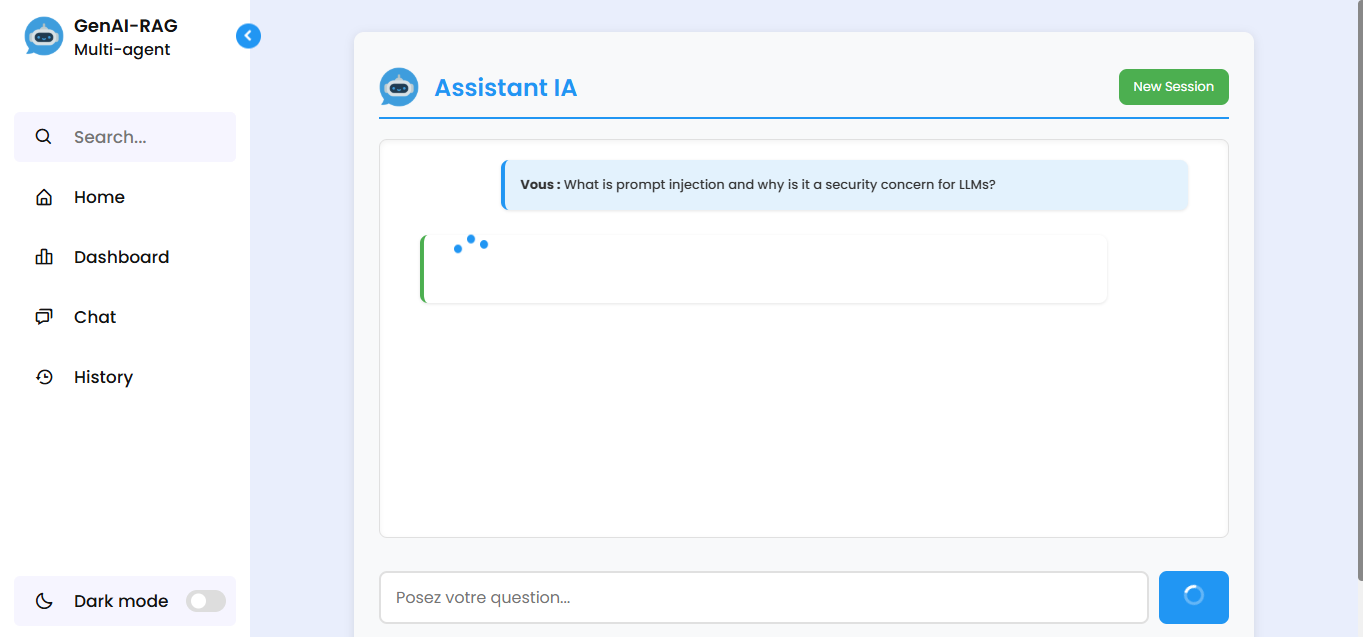 GenAI-RAG
Multi-agent
Search...
Home
Dashboard
Chat
History
Dark mode
Assistant IA
New Session
Vous : What is prompt injection and why is it a security concern for LLMs?
Posez votre question...